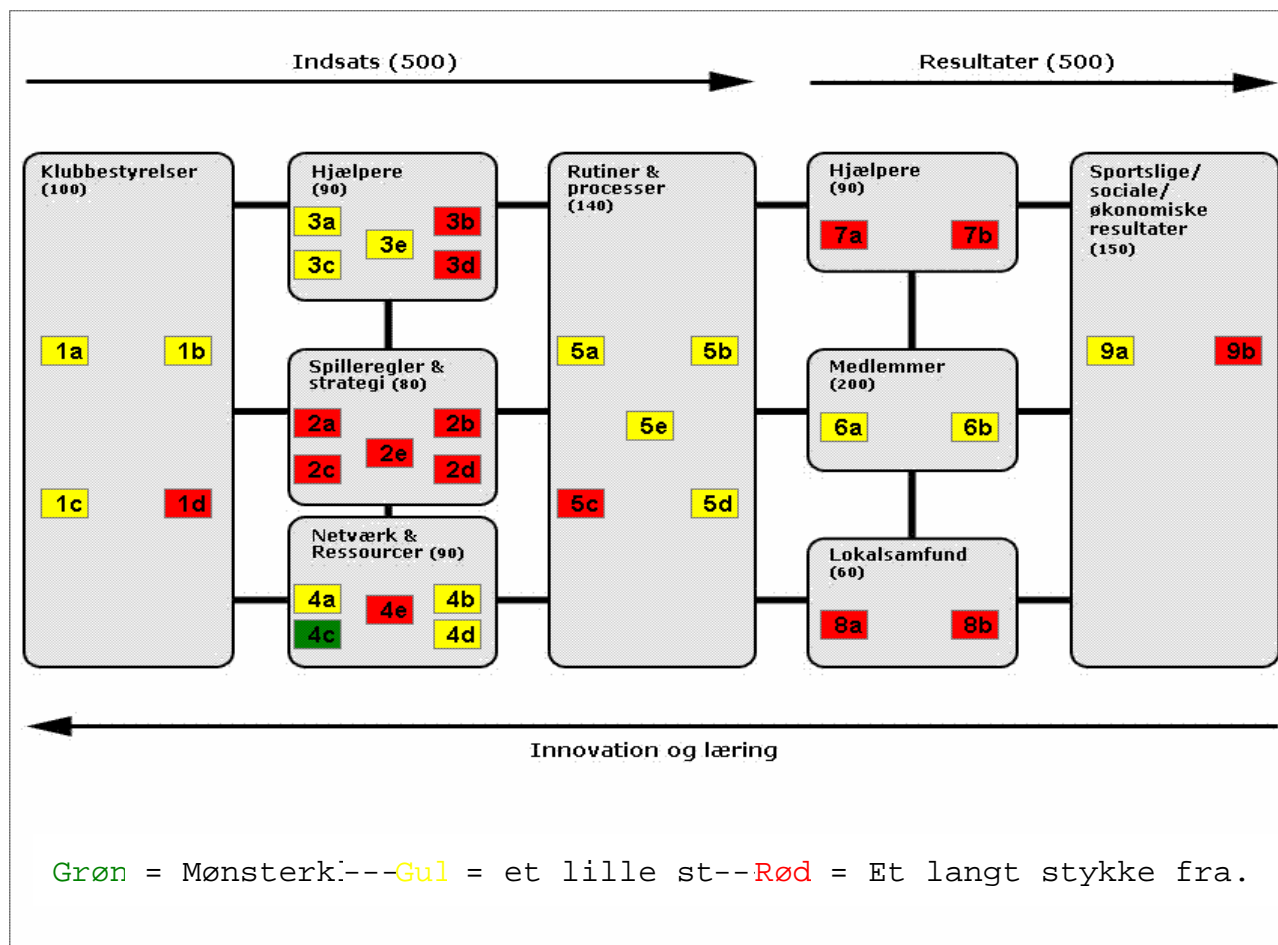 Indsats (500)
Resultater (500)
Klubbestyrelser
(100)
1a
1b
1c
1d
Hjælpere
(90)
3a
3b
3e
3c
3d
Spilleregler &
strategi (80)
2a
2b
2e
2c
2d
Netværk &
Ressourcer (90)
4a
4b
4e
4c
4d
Rutiner &
processer
(140)
5a
5b
5e
5c
5d
Hjælpere
(90)
7a
7b
Medlemmer
(200)
6a
6b
Lokalsamfund
(60)
8a
8b
Sportslige/
sociale/
økonomiske
resultater
(150)
9a
9b
Innovation og læring
Grøn = Mønsterk---Gul = et lille st--Rød = Et langt stykke fra.